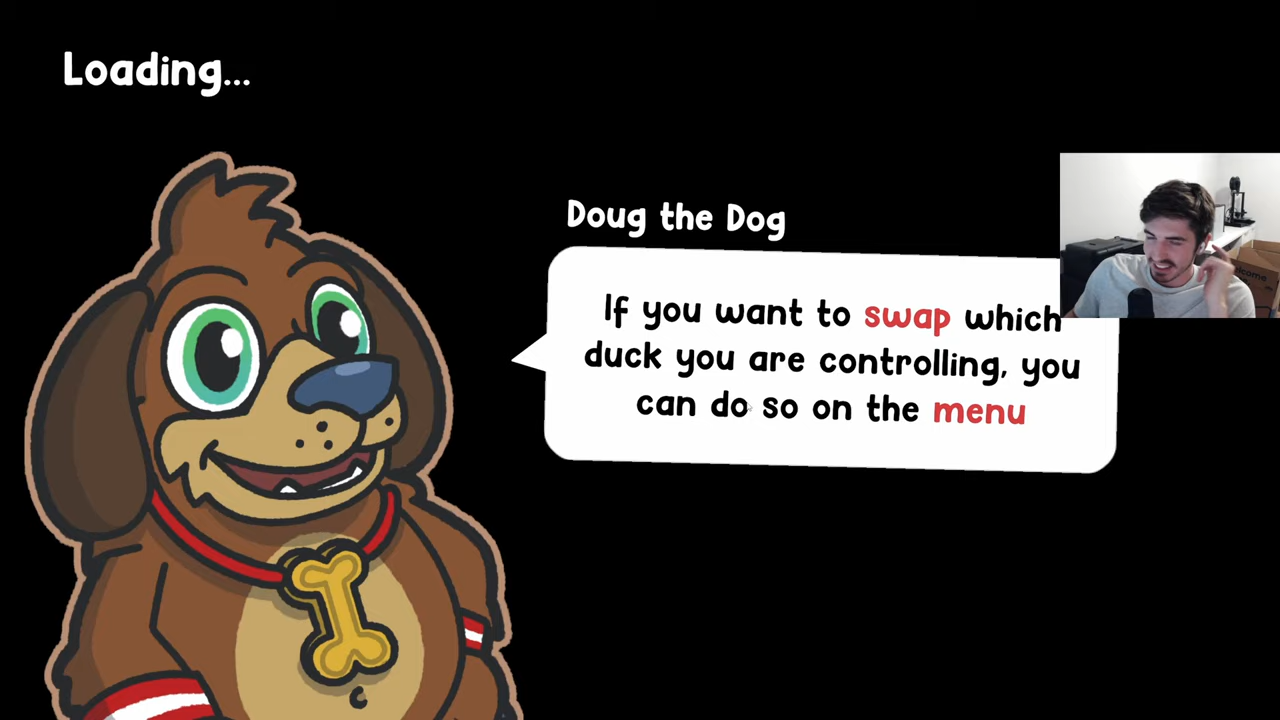 Loading...
Doug the Dog
If you want to swap which
duck you are controlling, you
can do so on the menu